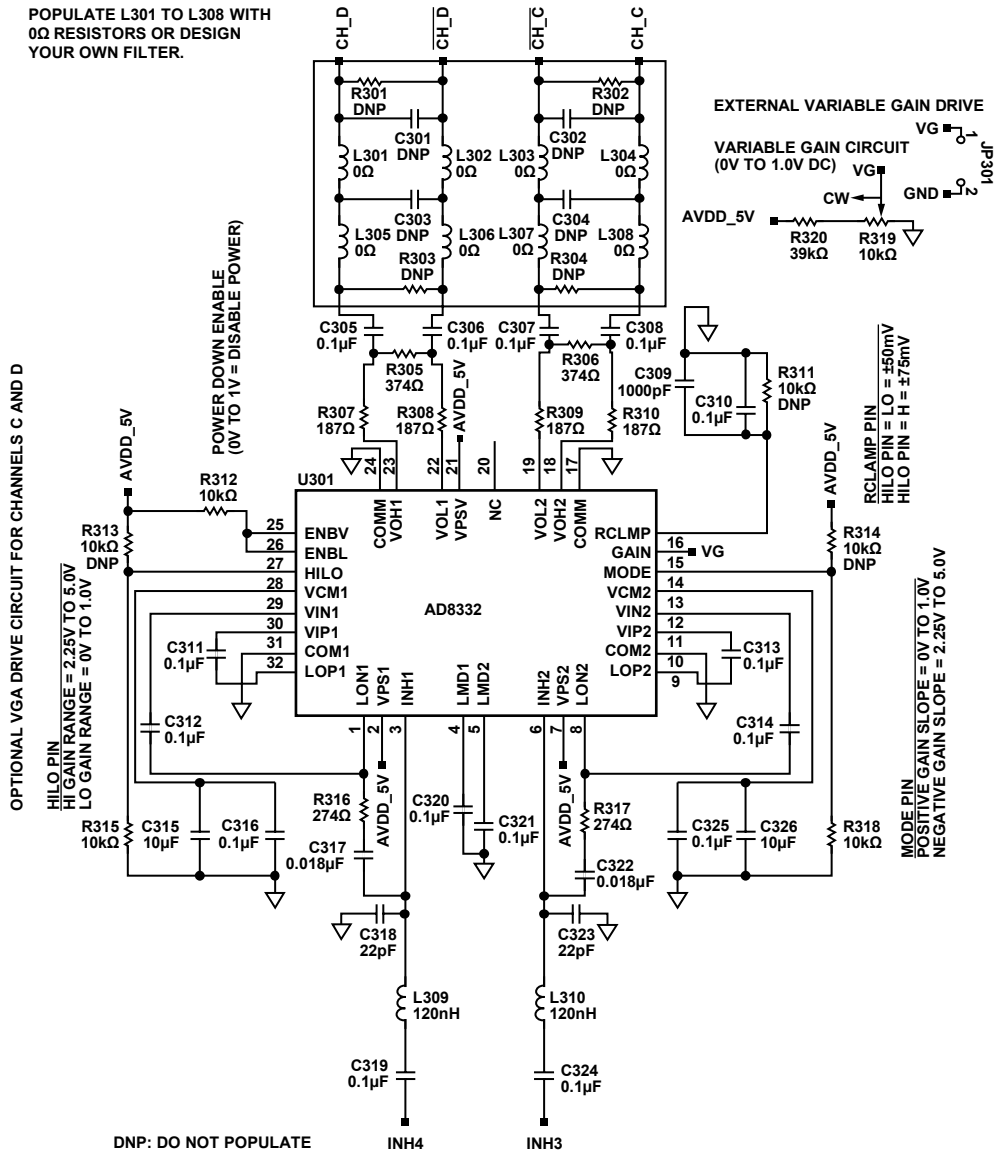 POPULATE L301 TO L308 WITH
0Ω RESISTORS OR DESIGN
YOUR OWN FILTER.
CH_D
CH_D
CH_C
CH_C
R301
DNP
R302
DNP
C301
DNP
C302
DNP
L301
0Ω
L302
0Ω
L303
0Ω
L304
0Ω
C303
DNP
C304
DNP
L305
0Ω
L306
0Ω
L307
0Ω
L308
0Ω
R303
DNP
R304
DNP
EXTERNAL VARIABLE GAIN DRIVE
VG
1
JP301
GND
2
VARIABLE GAIN CIRCUIT
(0V TO 1.0V DC)
VG
CW
AVDD_5V
R320
39kΩ
R319
10kΩ
C305
0.1µF
C306
0.1µF
C307
0.1µF
C308
0.1µF
R305
374Ω
R306
374Ω
R307
187Ω
R308
187Ω
AVDD_5V
R309
187Ω
R310
187Ω
C309
1000pF
C310
0.1µF
R311
10kΩ
DNP
RCLAMP PIN
HILO PIN = LO = ±50mV
HILO PIN = H = ±75mV
POWER DOWN ENABLE
(0V TO 1V = DISABLE POWER)
OPTIONAL VGA DRIVE CIRCUIT FOR CHANNELS C AND D
AVDD_5V
R312
10kΩ
R313
10kΩ
DNP
AVDD_5V
R314
10kΩ
DNP
U301
24
23
22
21
20
19
18
17
COMM
VOH1
VOL1
VPSV
NC
VOL2
VOH2
COMM
25
ENBV
26
ENBL
27
HILO
28
VCM1
29
VIN1
30
VIP1
31
COM1
32
LOP1
AD8332
RCLMP
16
GAIN
VG
15
MODE
14
VCM2
13
VIN2
12
VIP2
11
COM2
10
LOP2
9
LON1
VPS1
INH1
LMD1
LMD2
INH2
VPS2
LON2
1
2
3
4
5
6
7
8
C311
0.1µF
C312
0.1µF
C313
0.1µF
C314
0.1µF
HILO PIN
HI GAIN RANGE = 2.25V TO 5.0V
LO GAIN RANGE = 0V TO 1.0V
MODE PIN
POSITIVE GAIN SLOPE = 0V TO 1.0V
NEGATIVE GAIN SLOPE = 2.25V TO 5.0V
R315
10kΩ
C315
10µF
C316
0.1µF
R316
274Ω
AVDD_5V
C317
0.018µF
C320
0.1µF
C321
0.1µF
AVDD_5V
R317
274Ω
C322
0.018µF
C325
0.1µF
C326
10µF
R318
10kΩ
C318
22pF
C323
22pF
L309
120nH
L310
120nH
C319
0.1µF
C324
0.1µF
INH4
INH3
DNP: DO NOT POPULATE